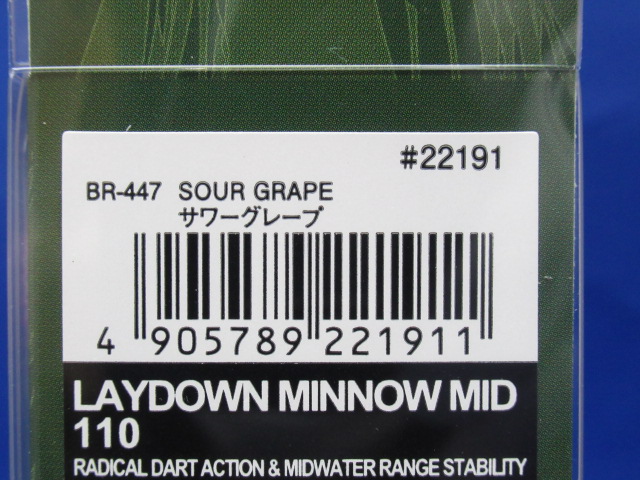 #22191
BR-447 SOUR GRAPE
サワーグレープ
4 905789 221911
LAYDOWN MINNOW MID
110
RADICAL DART ACTION & MIDWATER RANGE STABILITY